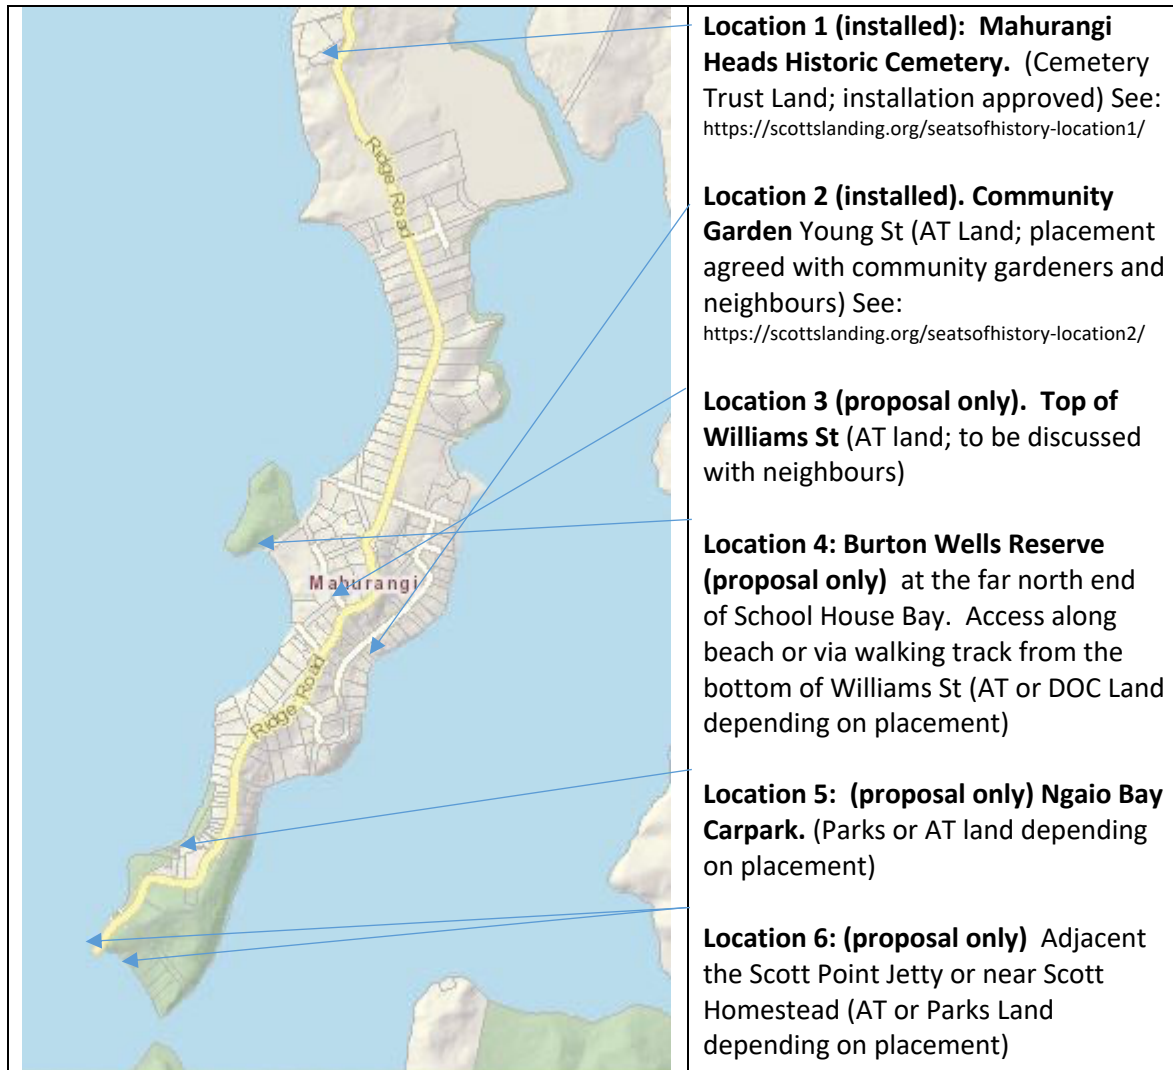 Ridge Road
Mahurangi
Ridge Road
Location 1 (installed): Mahurangi
Heads Historic Cemetery. (Cemetery
Trust Land; installation approved) See:
https://scottslanding.org/seatsofhistory-location1/
Location 2 (installed). Community
Garden Young St (AT Land; placement
agreed with community gardeners and
neighbours) See:
https://scottslanding.org/seatsofhistory-location2/
Location 3 (proposal only). Top of
Williams St (AT land; to be discussed
with neighbours)
Location 4: Burton Wells Reserve
(proposal only) at the far north end
of School House Bay. Access along
beach or via walking track from the
bottom of Williams St (AT or DOC Land
depending on placement)
Location 5: (proposal only) Ngaio Bay
Carpark. (Parks or AT land depending
on placement)
Location 6: (proposal only) Adjacent
the Scott Point Jetty or near Scott
Homestead (AT or Parks Land
depending on placement)